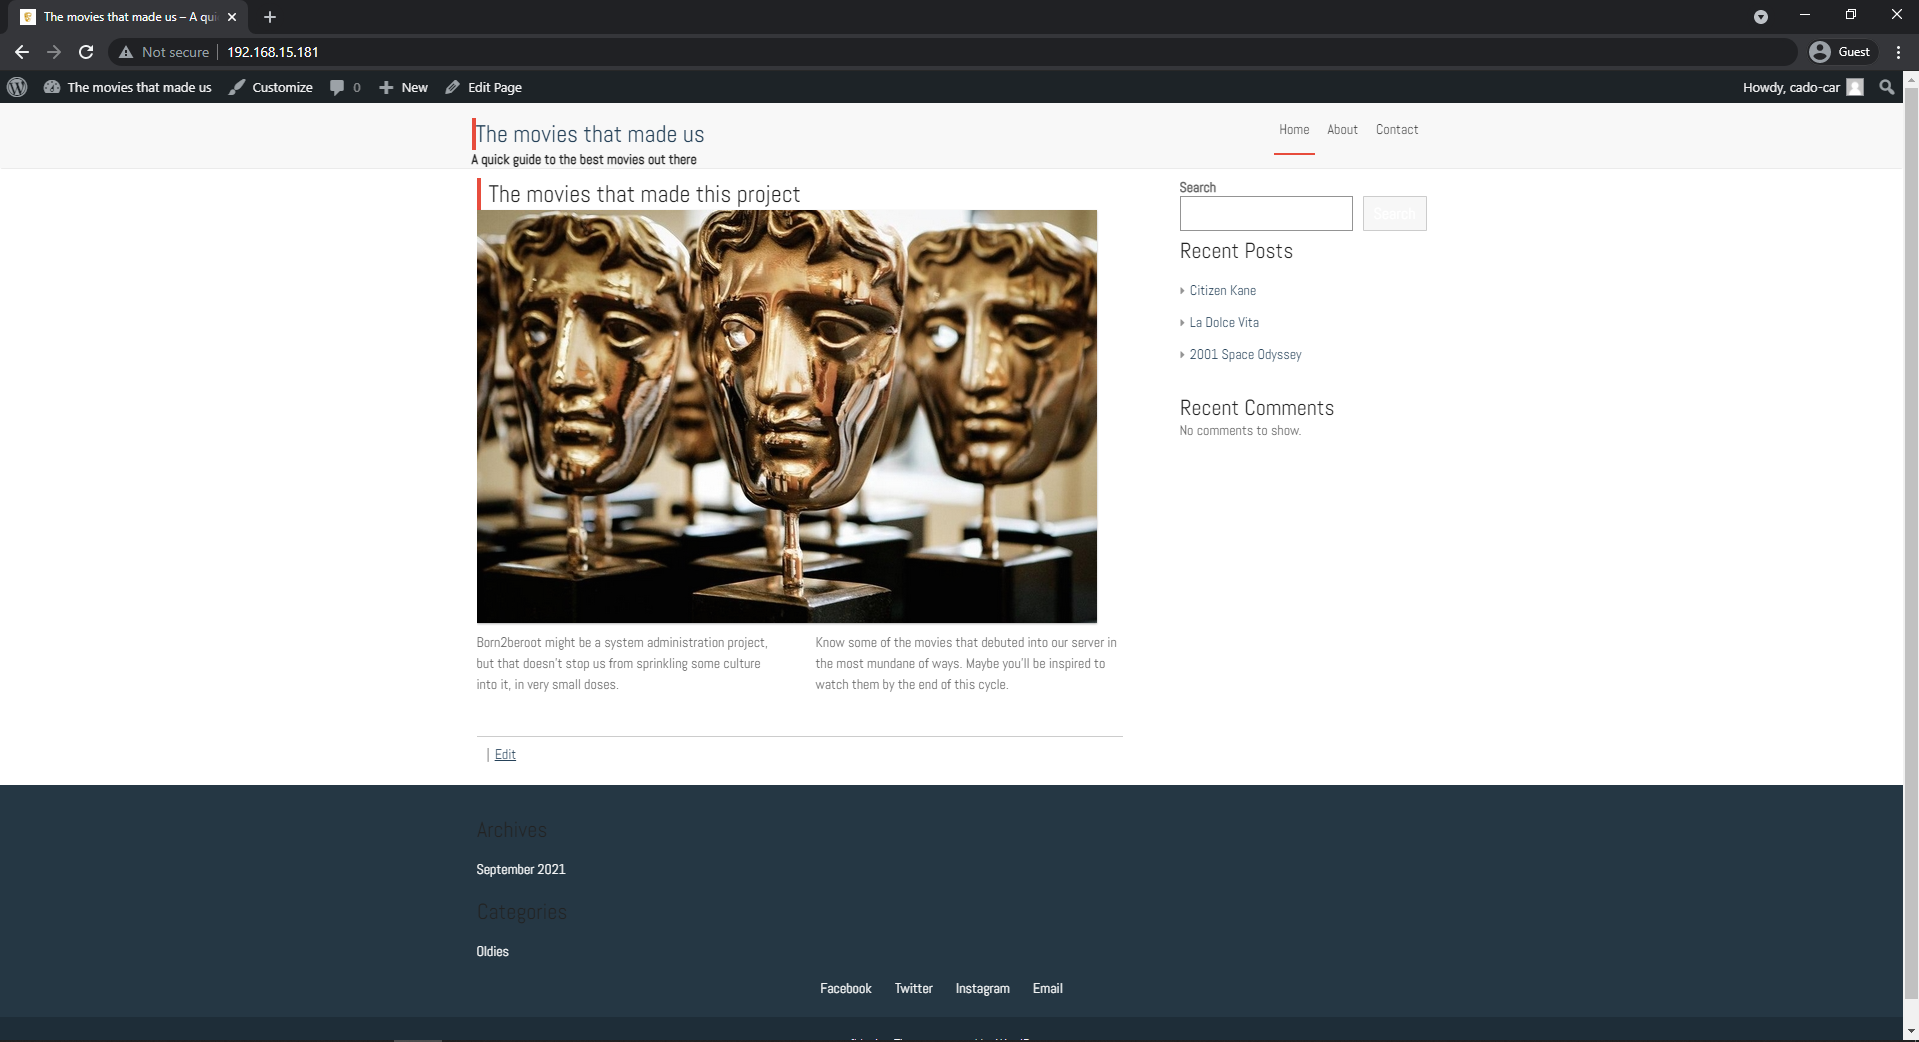 The movies that made us – A qui
Not secure
192.168.15.181
Guest
The movies that made us
Customize
0
New
Edit Page
Howdy, cado-car
The movies that made us
A quick guide to the best movies out there
Home
About
Contact
The movies that made this project
Search
Search
Recent Posts
Citizen Kane
La Dolce Vita
2001 Space Odyssey
Recent Comments
No comments to show.
Born2beroot might be a system administration project,
but that doesn't stop us from sprinkling some culture
into it, in very small doses.
Know some of the movies that debuted into our server in
the most mundane of ways. Maybe you'll be inspired to
watch them by the end of this cycle.
| Edit
Archives
September 2021
Categories
Oldies
Facebook
Twitter
Instagram
Email